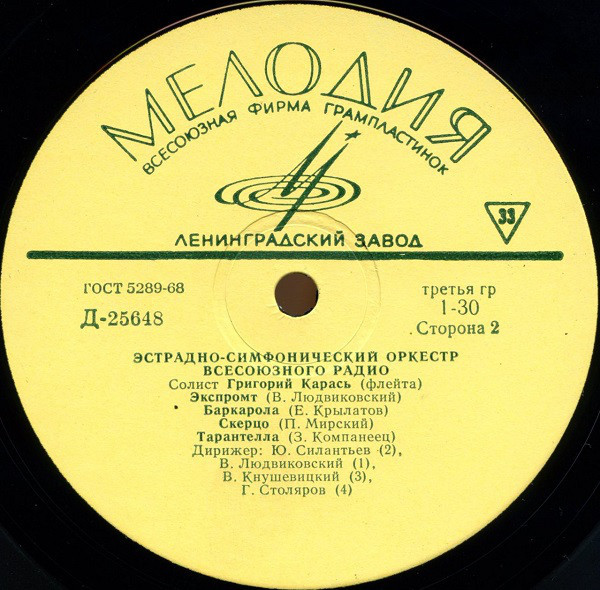 МЕЛОДИЯ
ВСЕСОЮЗНАЯ ФИРМА ГРАМПЛАСТИНОК
33
ЛЕНИНГРАДСКИЙ ЗАВОД
ГОСТ 5289-68
третья гр
Д-25648
1-30
Сторона 2
ЭСТРАДНО-СИМФОНИЧЕСКИЙ ОРКЕСТР
ВСЕСОЮЗНОГО РАДИО
Солист Григорий Карась (флейта)
Экспромт (В. Людвиковский)
Баркарола (Е. Крылатов)
Скерцо (П. Мирский)
Тарантелла (З. Компанеец)
Дирижер: Ю. Силантьев (2),
В. Людвиковский (1),
В. Кнушевицкий (3),
Г. Столяров (4)